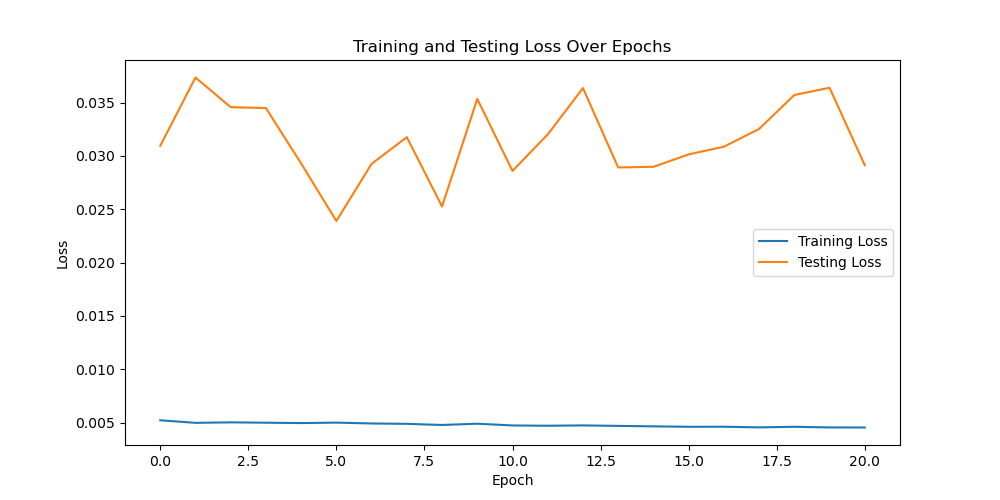 Training and Testing Loss Over Epochs
0.035
0.030
0.025
0.020
0.015
0.010
0.005
Loss
Training Loss
Testing Loss
0.0 2.5 5.0 7.5 10.0 12.5 15.0 17.5 20.0
Epoch